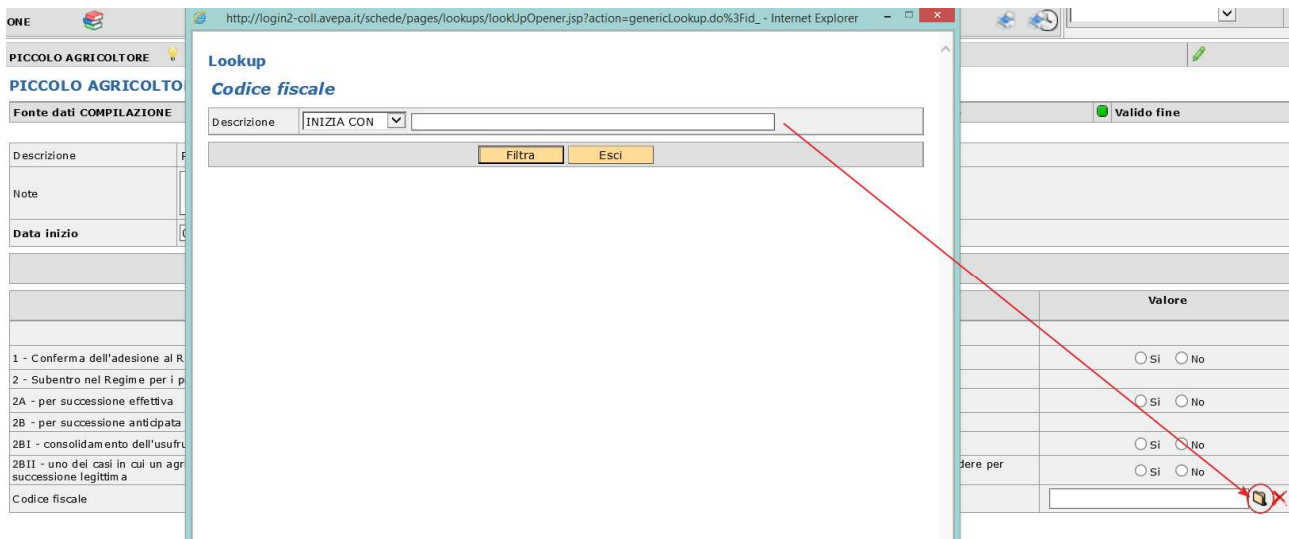 ONE
http://login2-coll.avepa.it/schede/pages/lookups/lookUpOpener.jsp?action=genericLookup.do%3Fid_ - Internet Explorer
PICCOLO AGRICOLTORE
Lookup
PICCOLO AGRICOLTO
Codice fiscale
Fonte dati COMPILAZIONE
Valido fine
Descrizione INIZIA CON
Filtra Esci
Descrizione
Note
Data inizio
Valore
1 - Conferma dell'adesione al R
Si No
2 - Subentro nel Regime per i p
2A - per successione effettiva
Si No
2B - per successione anticipata
2BI - consolidamento dell'usufru
Si No
2BII - uno dei casi in cui un agr
dere per
successione legittima
Si No
Codice fiscale